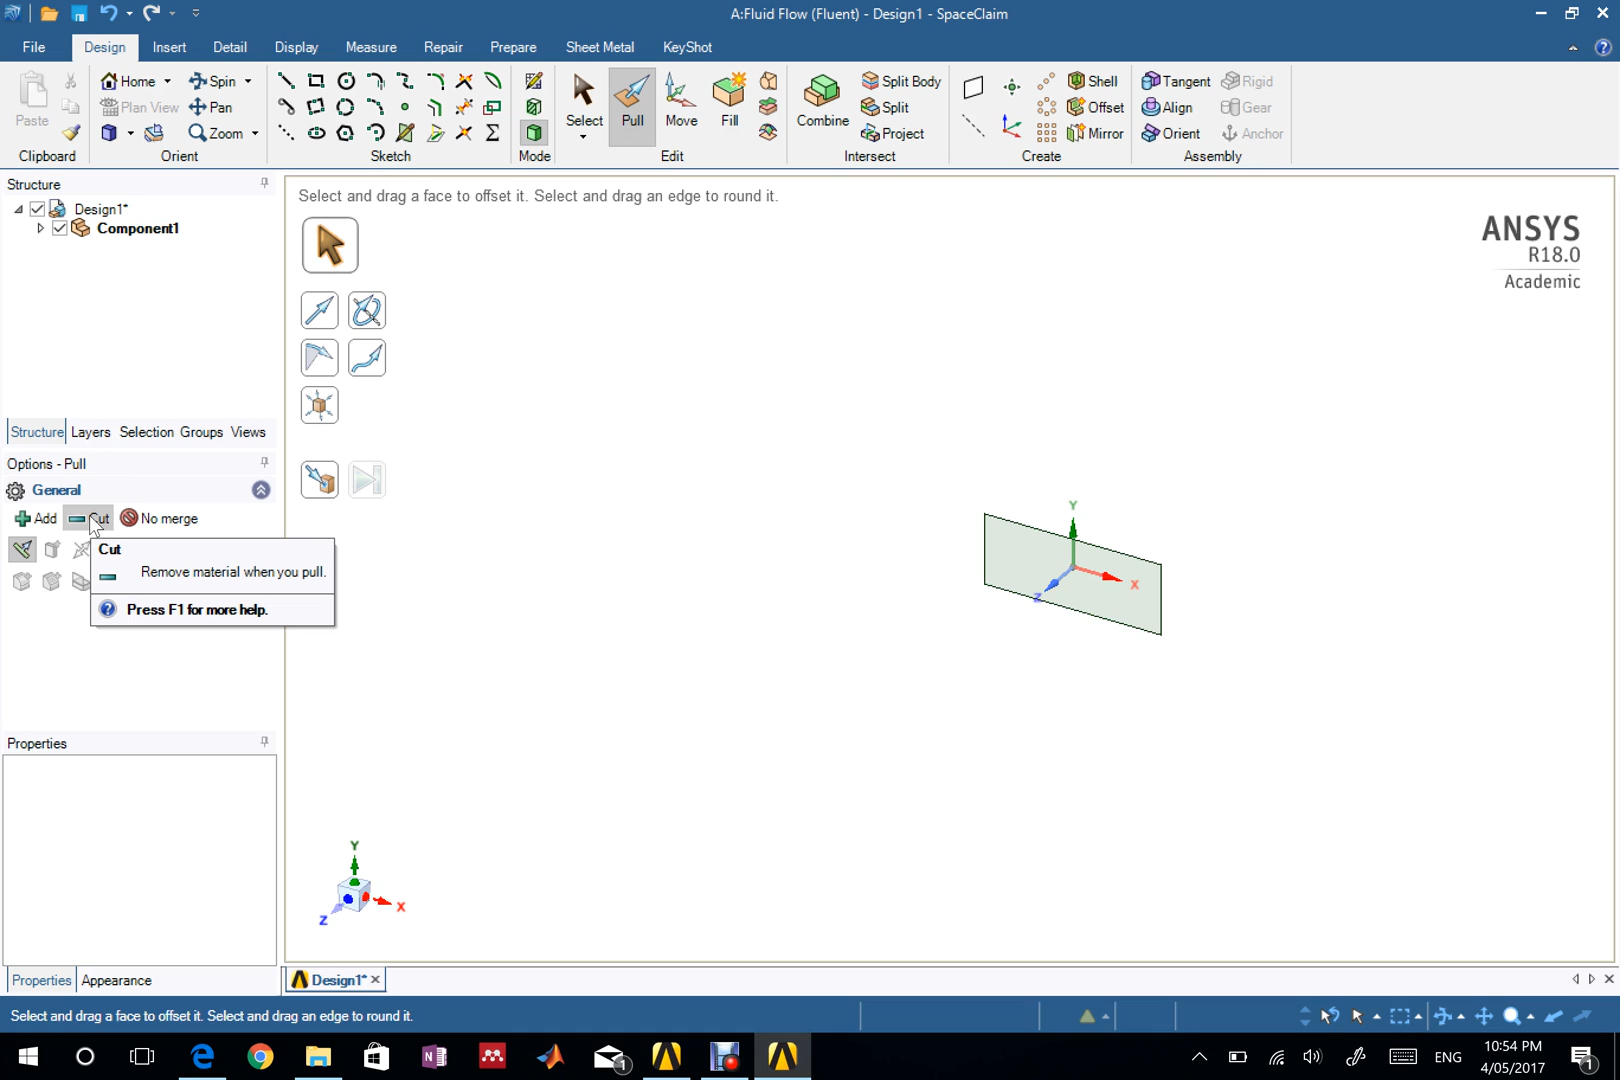 A:Fluid Flow (Fluent) - Design1 - SpaceClaim
File Design Insert Detail Display Measure Repair Prepare Sheet Metal KeyShot
Home Spin
Split Body Shell Tangent Rigid
Plan View Pan
Split Offset Align Gear
Paste Select Pull Move Fill Combine
Zoom Project Mirror Orient Anchor
Clipboard Orient Sketch Mode Edit Intersect Create Assembly
Structure
Select and drag a face to offset it. Select and drag an edge to round it.
Design1*
Component1
ANSYS
R18.0
Academic
Structure Layers Selection Groups Views
Options - Pull
General
Add Cut No merge
Cut
Remove material when you pull.
Press F1 for more help.
Y
X
Z
Properties
Y
X
Z
Properties Appearance
Design1*
Select and drag a face to offset it. Select and drag an edge to round it.
1
ENG
10:54 PM
4/05/2017
1